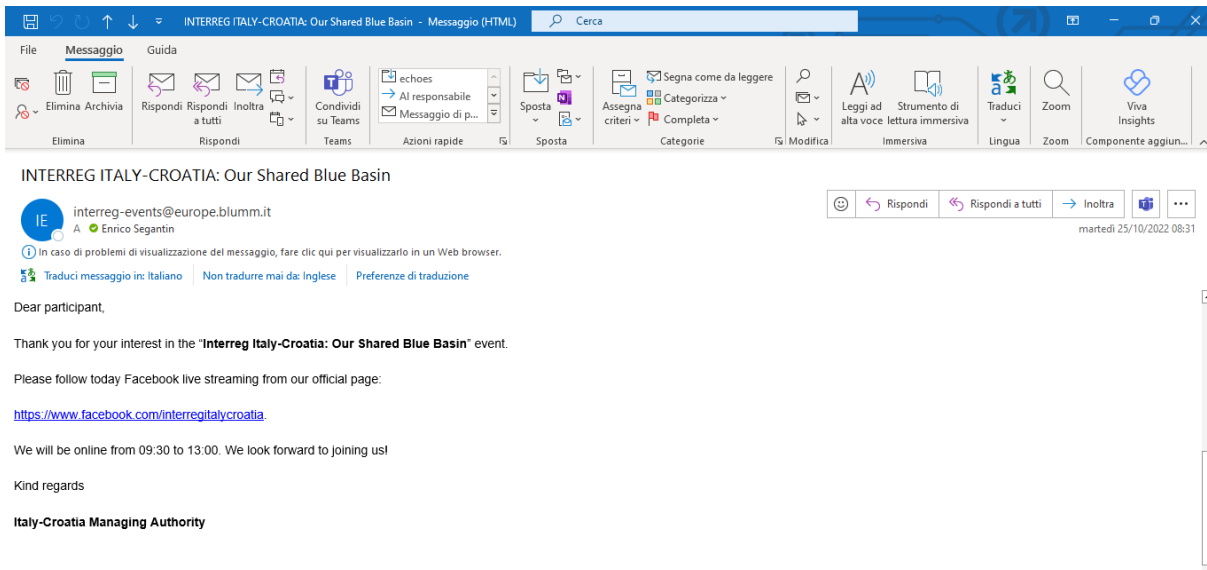 INTERREG ITALY-CROATIA: Our Shared Blue Basin - Messaggio (HTML)
Cerca
File Messaggio Guida
Elimina Archivia
Rispondi Rispondi a tutti Inoltra
Condividi su Teams
echoes
Al responsabile
Messaggio di p...
Sposta
Assegna criteri
Segna come da leggere
Categorizza
Completa
Leggi ad alta voce
Strumento di lettura immersiva
Traduci
Zoom
Viva Insights
Elimina Rispondi Teams Azioni rapide Sposta Categorie Modifica Immersiva Lingua Zoom Componente aggiun...
INTERREG ITALY-CROATIA: Our Shared Blue Basin
IE
interreg-events@europe.blumm.it
A Enrico Segantin
Rispondi Rispondi a tutti Inoltra
martedì 25/10/2022 08:31
In caso di problemi di visualizzazione del messaggio, fare clic qui per visualizzarlo in un Web browser.
Traduci messaggio in: Italiano Non tradurre mai da: Inglese Preferenze di traduzione
Dear participant,
Thank you for your interest in the “Interreg Italy-Croatia: Our Shared Blue Basin” event.
Please follow today Facebook live streaming from our official page:
https://www.facebook.com/interregitalycroatia.
We will be online from 09:30 to 13:00. We look forward to joining us!
Kind regards
Italy-Croatia Managing Authority